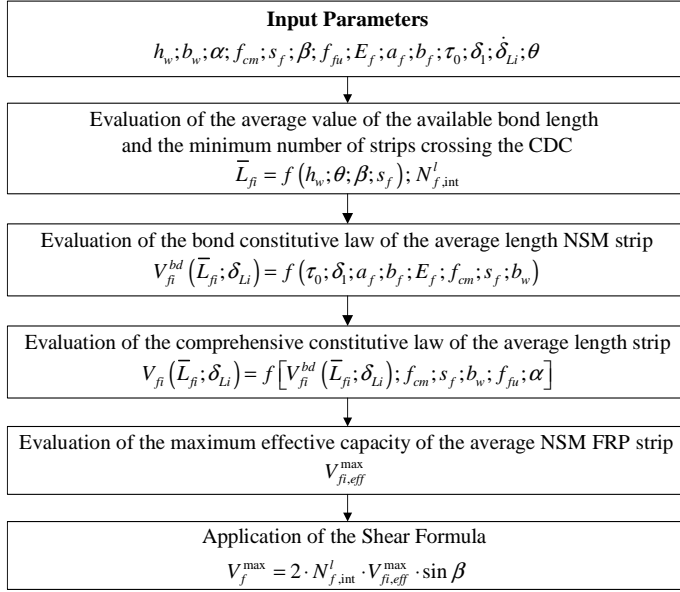 Input Parameters
h_w; b_w; α; f_cm; s_f; β; f_fu; E_f; a_f; b_f; τ_0; δ_1; δ̇_Li; θ
Evaluation of the average value of the available bond length
and the minimum number of strips crossing the CDC
L̅_fi = f (h_w; θ; β; s_f); N^l_f,int
Evaluation of the bond constitutive law of the average length NSM strip
V^bd_fi (L̅_fi; δ_Li) = f (τ_0; δ_1; a_f; b_f; E_f; f_cm; s_f; b_w)
Evaluation of the comprehensive constitutive law of the average length strip
V_fi (L̅_fi; δ_Li) = f [V^bd_fi (L̅_fi; δ_Li); f_cm; s_f; b_w; f_fu; α]
Evaluation of the maximum effective capacity of the average NSM FRP strip
V^max_fi,eff
Application of the Shear Formula
V^max_f = 2 · N^l_f,int · V^max_fi,eff · sin β